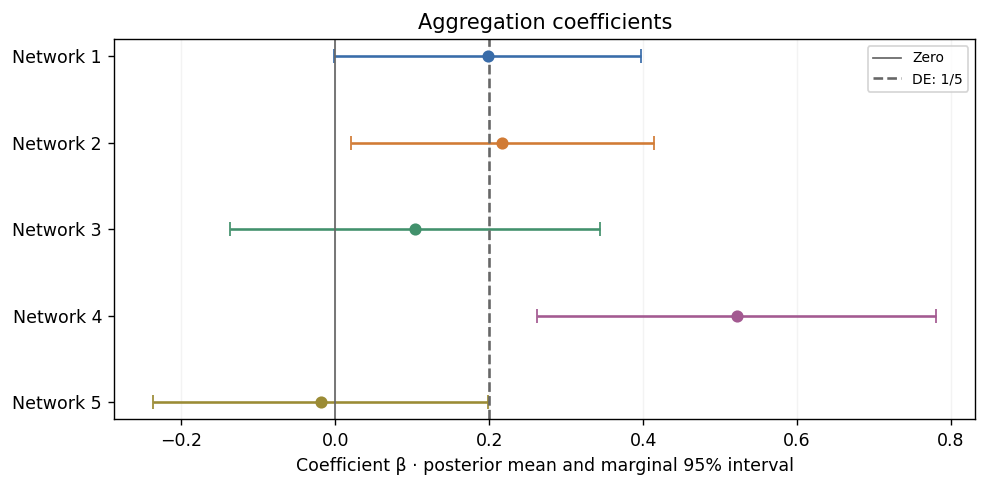 Aggregation coefficients
Zero
DE: 1/5
Network 1
Network 2
Network 3
Network 4
Network 5
−0.2 0.0 0.2 0.4 0.6 0.8
Coefficient β · posterior mean and marginal 95% interval